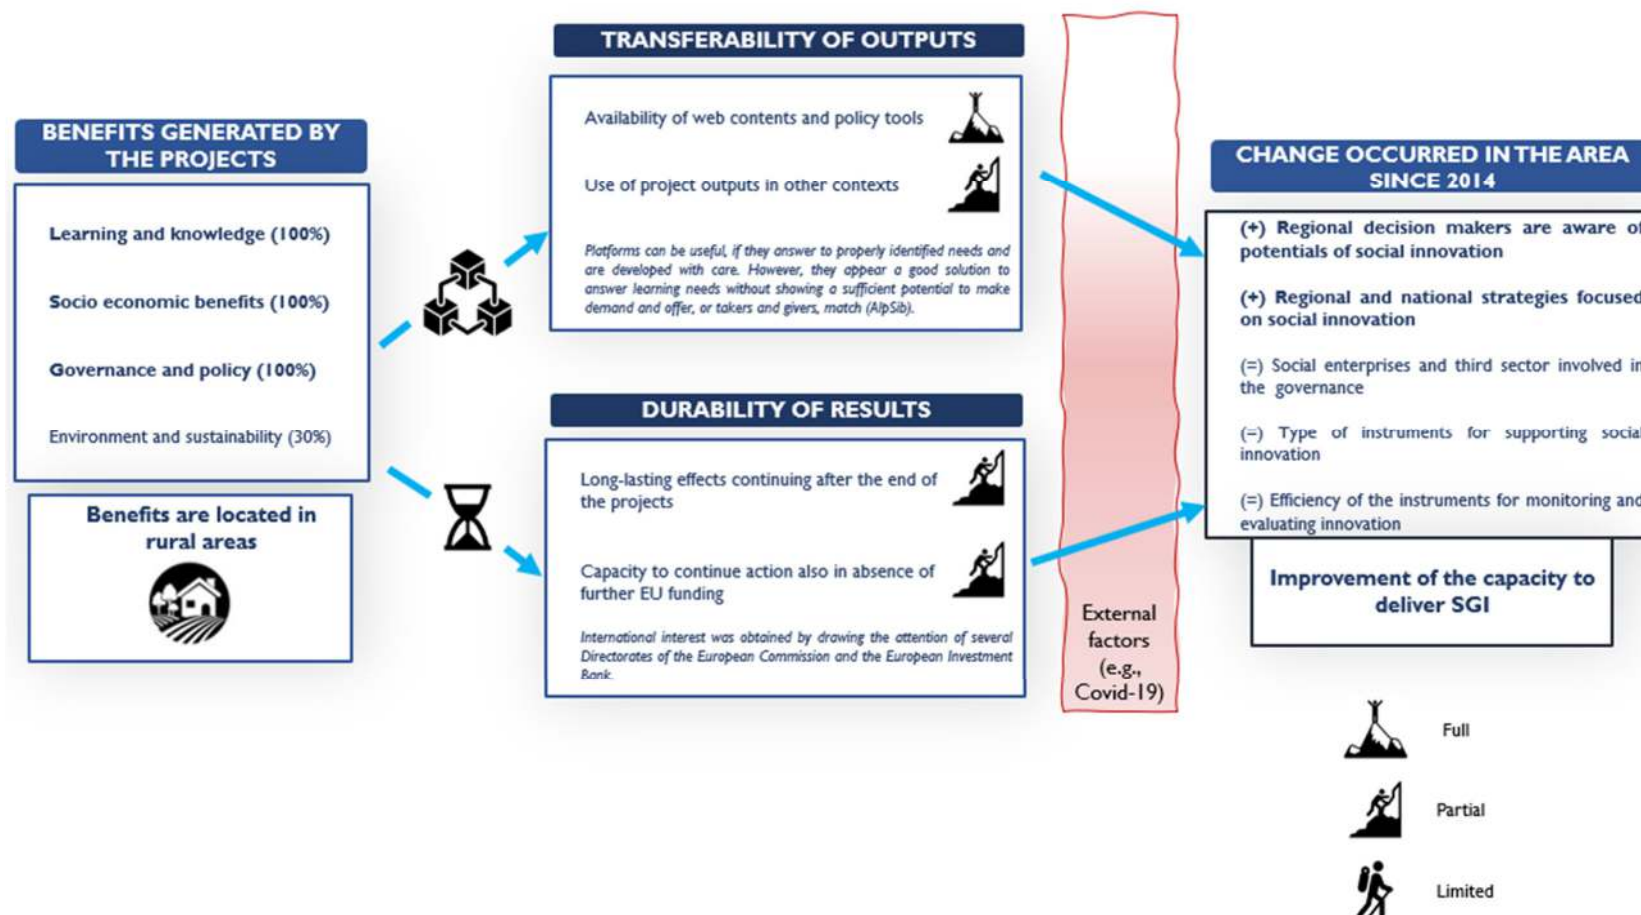 BENEFITS GENERATED BY
THE PROJECTS
Learning and knowledge (100%)
Socio economic benefits (100%)
Governance and policy (100%)
Environment and sustainability (30%)
Benefits are located in
rural areas
TRANSFERABILITY OF OUTPUTS
Availability of web contents and policy tools
Use of project outputs in other contexts
Platforms can be useful, if they answer to properly identified needs and
are developed with care. However, they appear a good solution to
answer learning needs without showing a sufficient potential to make
demand and offer, or takers and givers, match (AlpSib).
DURABILITY OF RESULTS
Long-lasting effects continuing after the end of
the projects
Capacity to continue action also in absence of
further EU funding
International interest was obtained by drawing the attention of several
Directorates of the European Commission and the European Investment
Bank.
External
factors
(e.g.,
Covid-19)
CHANGE OCCURRED IN THE AREA
SINCE 2014
(+) Regional decision makers are aware of
potentials of social innovation
(+) Regional and national strategies focused
on social innovation
(=) Social enterprises and third sector involved in
the governance
(=) Type of instruments for supporting social
innovation
(=) Efficiency of the instruments for monitoring and
evaluating innovation
Improvement of the capacity to
deliver SGI
Full
Partial
Limited